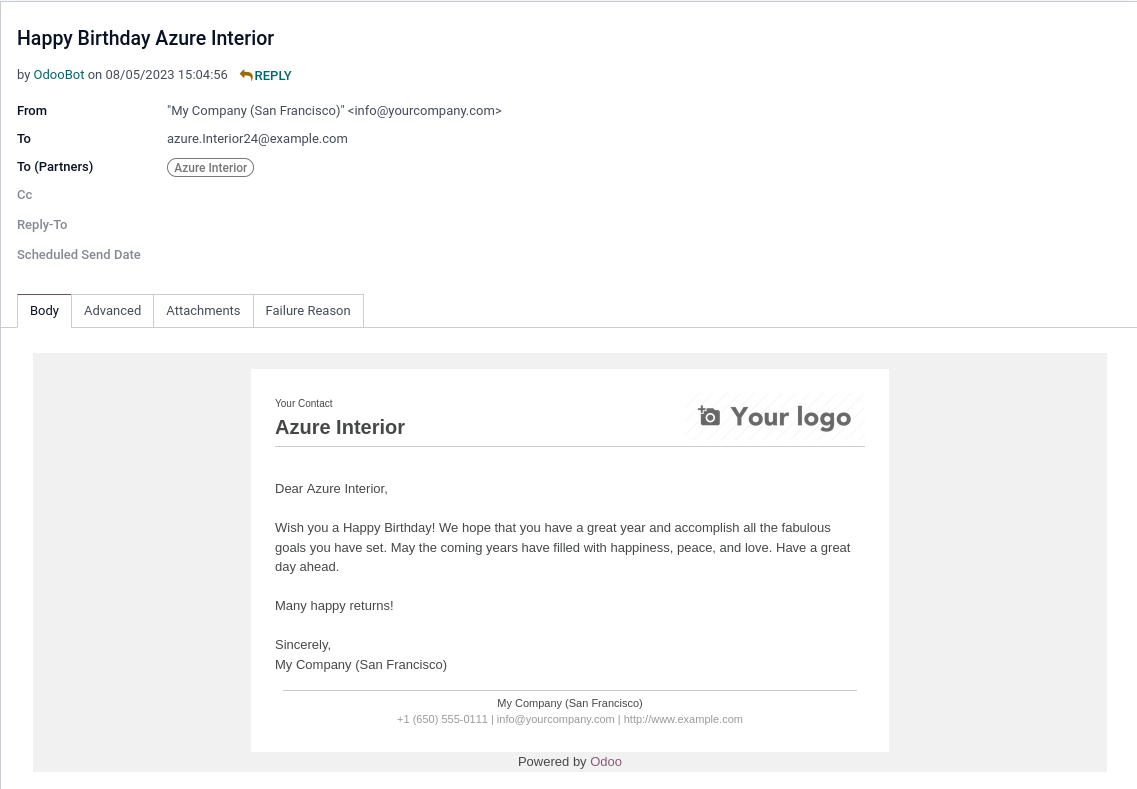 Happy Birthday Azure Interior
by OdooBot on 08/05/2023 15:04:56 REPLY
From "My Company (San Francisco)" <info@yourcompany.com>
To azure.Interior24@example.com
To (Partners) Azure Interior
Cc
Reply-To
Scheduled Send Date
Body Advanced Attachments Failure Reason
Your Contact
Azure Interior
Your logo
Dear Azure Interior,
Wish you a Happy Birthday! We hope that you have a great year and accomplish all the fabulous
goals you have set. May the coming years have filled with happiness, peace, and love. Have a great
day ahead.
Many happy returns!
Sincerely,
My Company (San Francisco)
My Company (San Francisco)
+1 (650) 555-0111 | info@yourcompany.com | http://www.example.com
Powered by Odoo